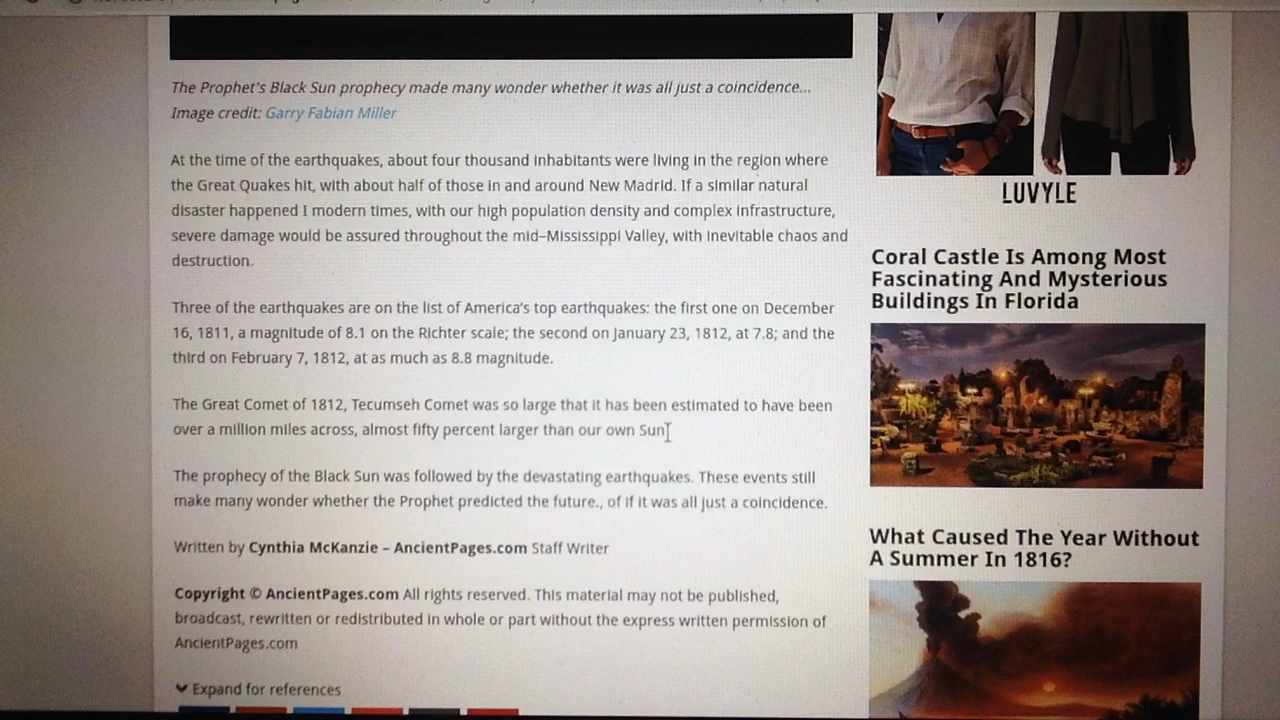 The Prophet's Black Sun prophecy made many wonder whether it was all just a coincidence...
Image credit: Garry Fabian Miller
At the time of the earthquakes, about four thousand inhabitants were living in the region where
the Great Quakes hit, with about half of those in and around New Madrid. If a similar natural
disaster happened I modern times, with our high population density and complex infrastructure,
severe damage would be assured throughout the mid–Mississippi Valley, with inevitable chaos and
destruction.
Three of the earthquakes are on the list of America's top earthquakes: the first one on December
16, 1811, a magnitude of 8.1 on the Richter scale; the second on January 23, 1812, at 7.8; and the
third on February 7, 1812, at as much as 8.8 magnitude.
The Great Comet of 1812, Tecumseh Comet was so large that it has been estimated to have been
over a million miles across, almost fifty percent larger than our own Sun
The prophecy of the Black Sun was followed by the devastating earthquakes. These events still
make many wonder whether the Prophet predicted the future., of if it was all just a coincidence.
Written by Cynthia McKanzie – AncientPages.com Staff Writer
Copyright © AncientPages.com All rights reserved. This material may not be published,
broadcast, rewritten or redistributed in whole or part without the express written permission of
AncientPages.com
Expand for references
LUVYLE
Coral Castle Is Among Most
Fascinating And Mysterious
Buildings In Florida
What Caused The Year Without
A Summer In 1816?